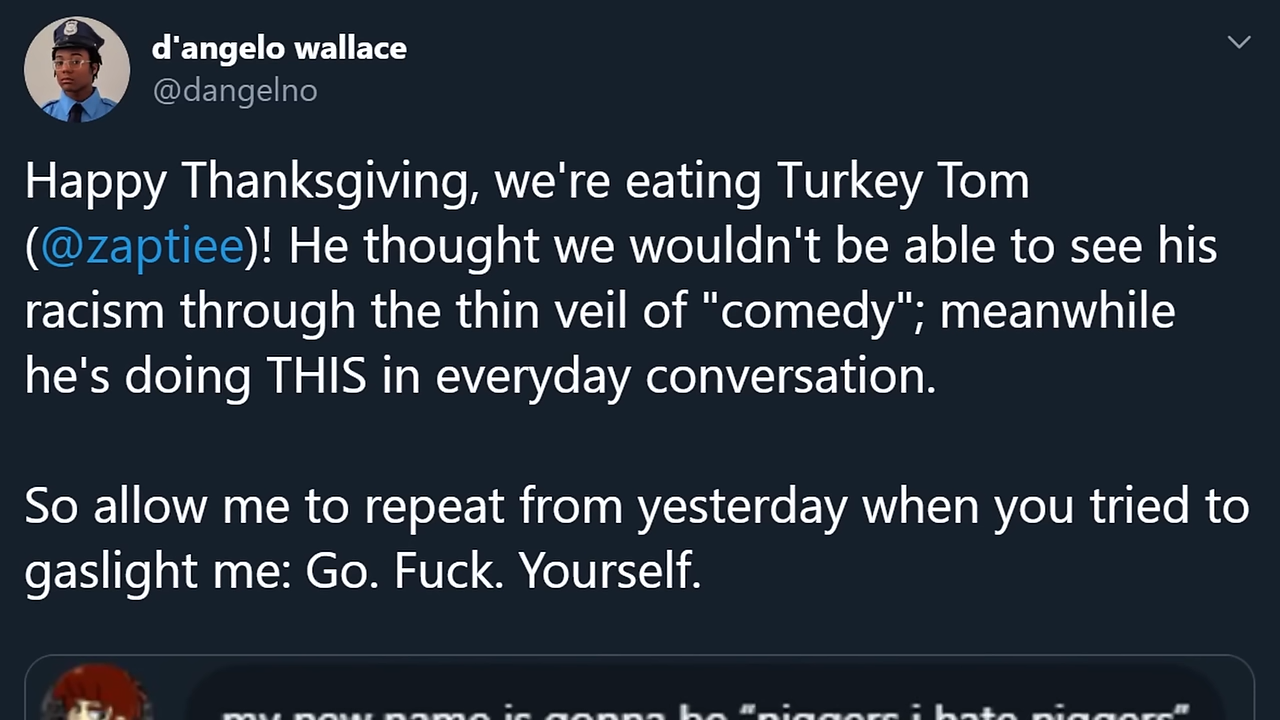 d'angelo wallace
@dangelno
Happy Thanksgiving, we're eating Turkey Tom
(@zaptiee)! He thought we wouldn't be able to see his
racism through the thin veil of "comedy"; meanwhile
he's doing THIS in everyday conversation.
So allow me to repeat from yesterday when you tried to
gaslight me: Go. Fuck. Yourself.
my new name is gonna be “niggers i hate niggers”